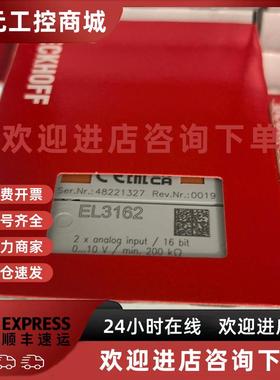 元工控商城
ECKHOFF
欢迎进店咨询下单
Ser.Nr.: 48221327 Rev.Nr.: 0019
EL3162
2 x analog input / 16 bit
0...10 V / min. 200 kΩ
免费开票
号齐全
力商家
仓速发
EXPRESS
顺丰速运
24小时在线 欢迎进店
欢迎进店咨询下单